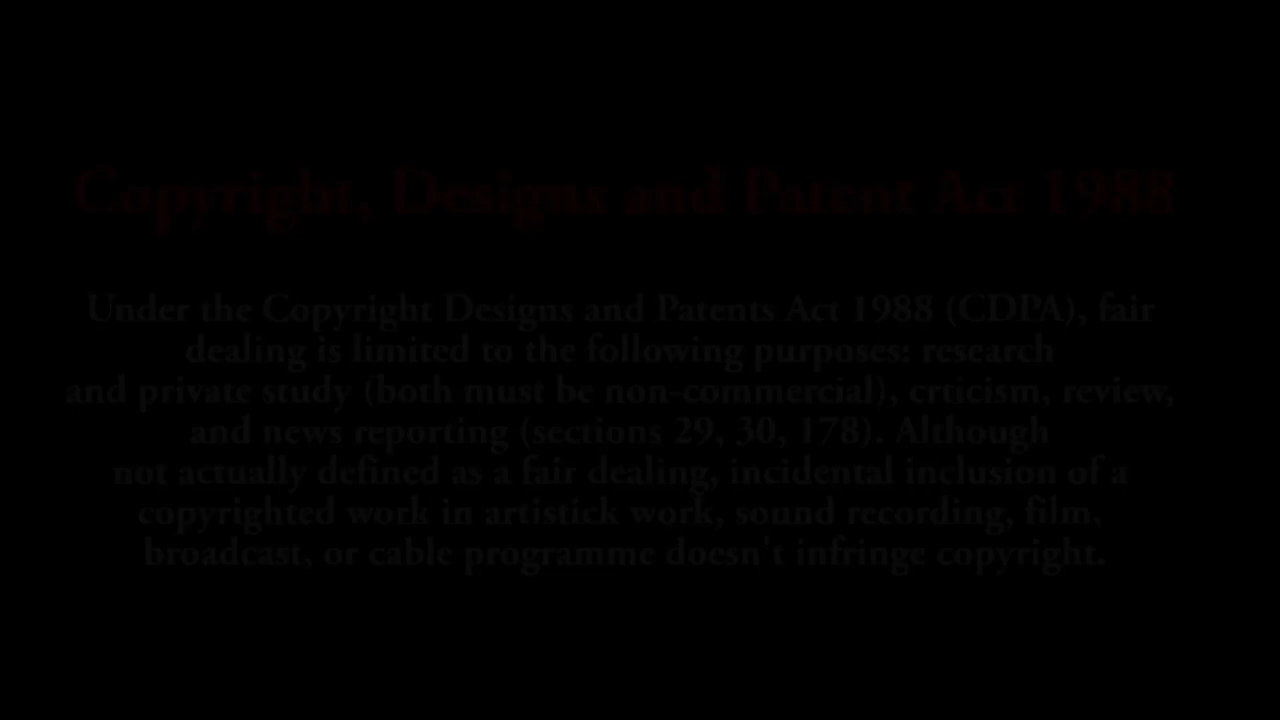 Copyright, Designs and Patent Act 1988
Under the Copyright Designs and Patents Act 1988 (CDPA), fair
dealing is limited to the following purposes: research
and private study (both must be non-commercial), crticism, review,
and news reporting (sections 29, 30, 178). Although
not actually defined as a fair dealing, incidental inclusion of a
copyrighted work in artistick work, sound recording, film,
broadcast, or cable programme doesn't infringe copyright.